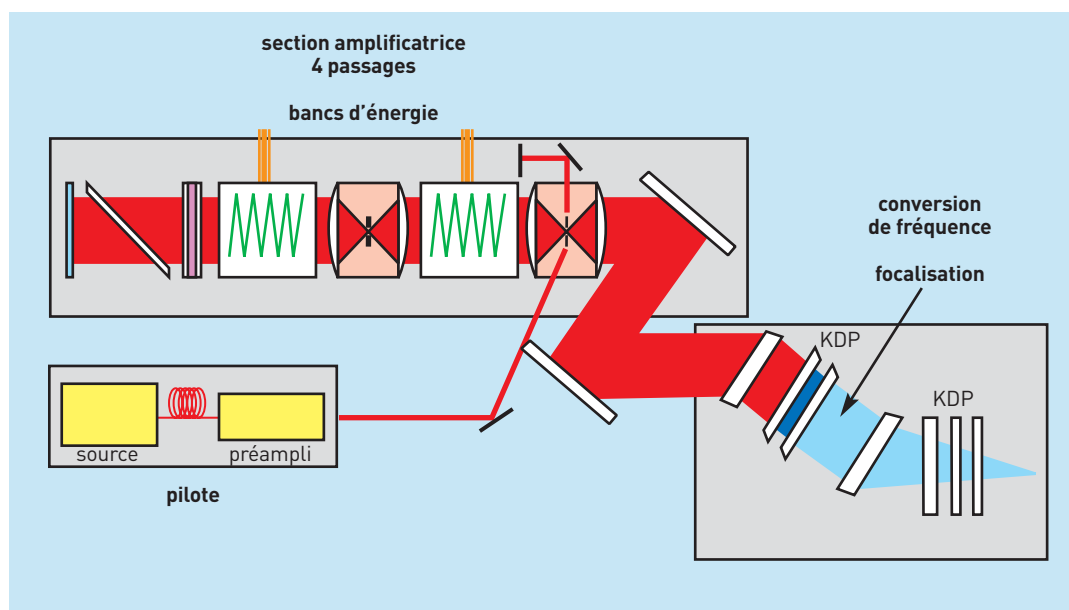 section amplificatrice
4 passages
bancs d'énergie
conversion
de fréquence
focalisation
KDP
KDP
source
préampli
pilote